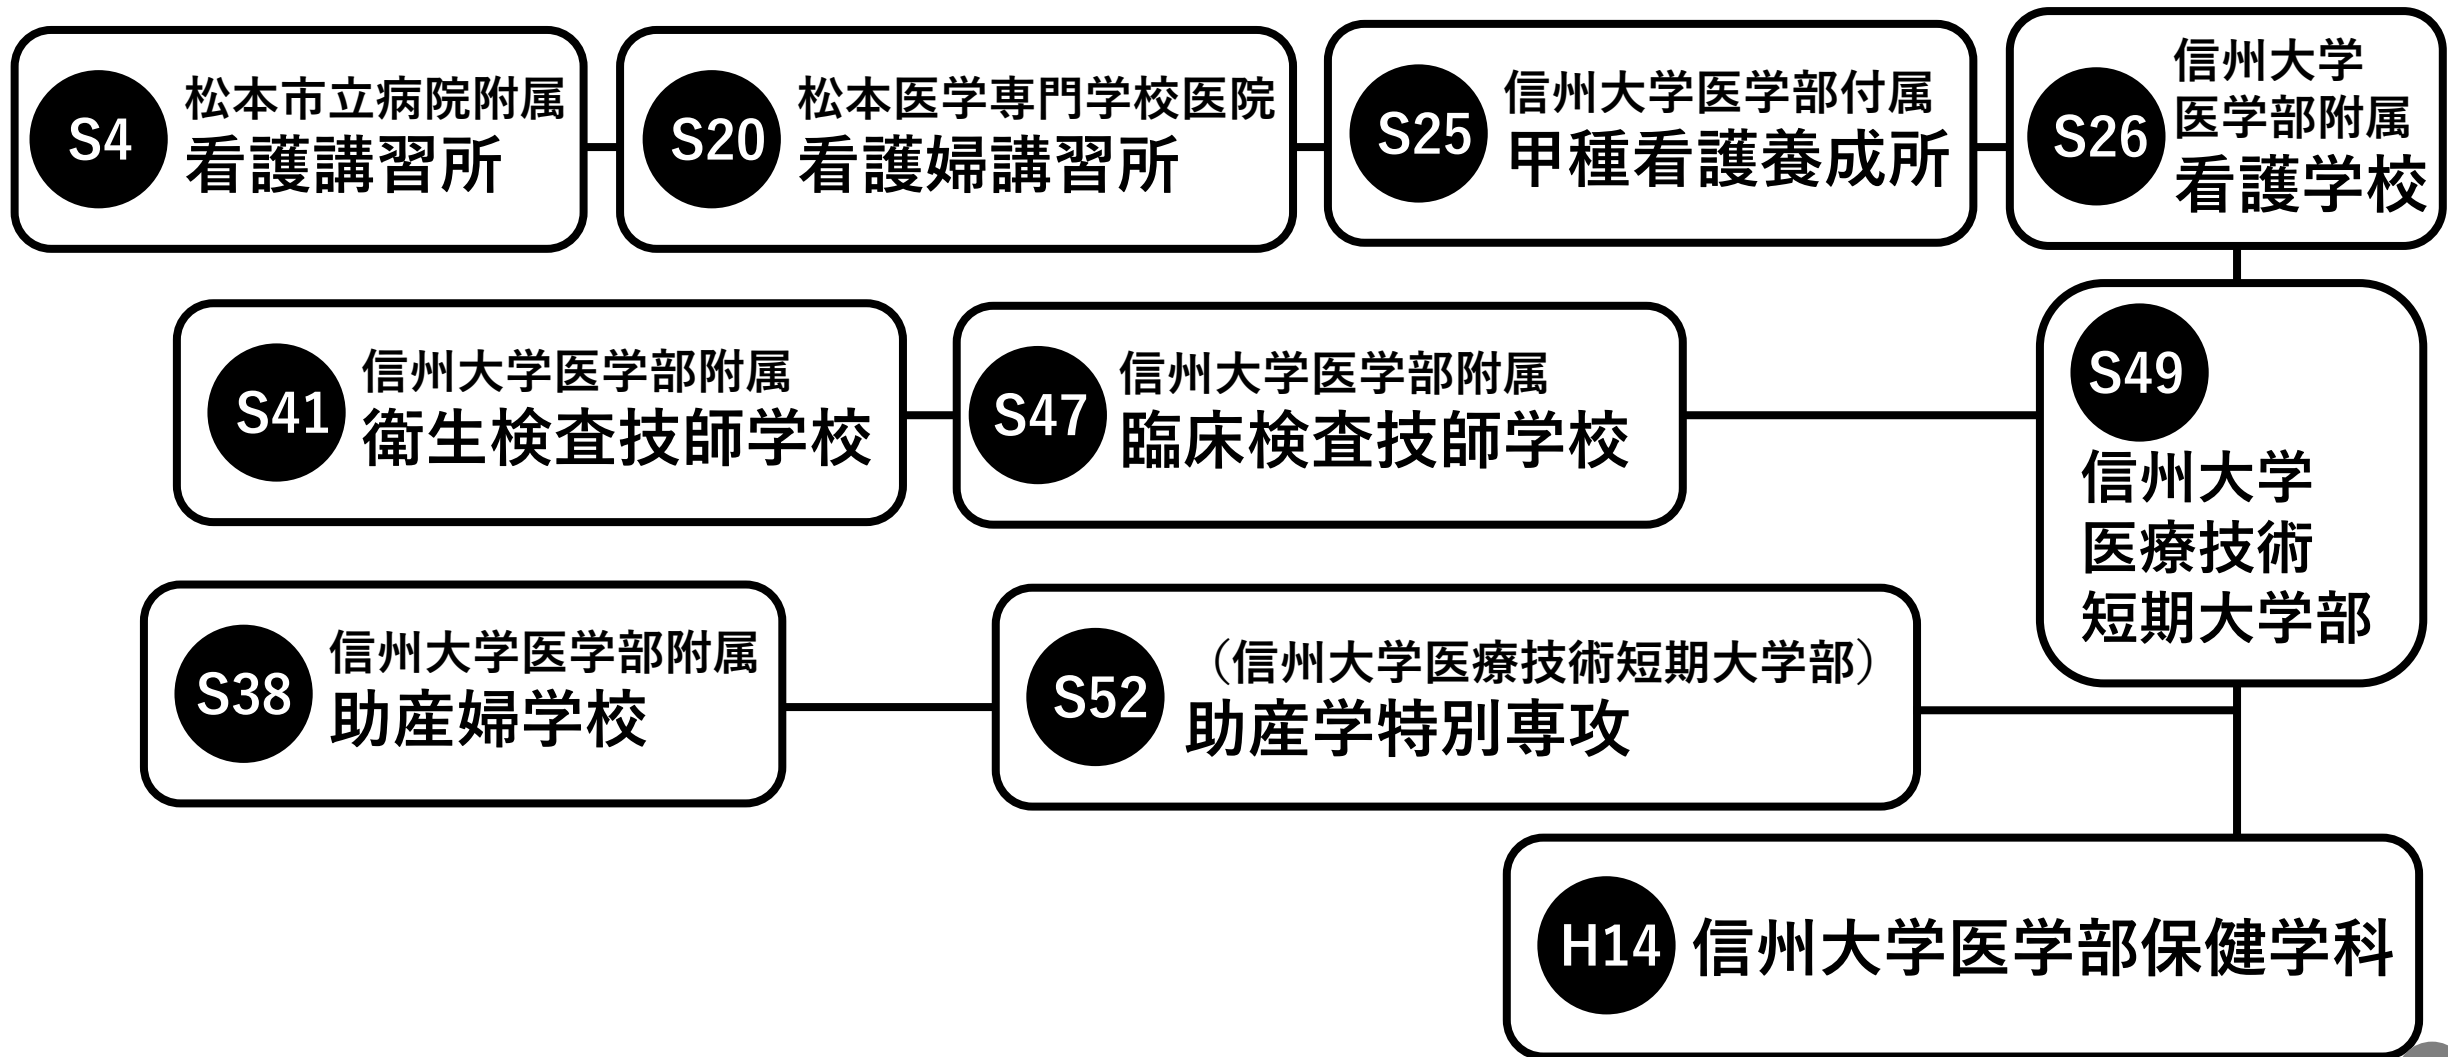 S4
松本市立病院附属
看護講習所
S20
松本医学専門学校医院
看護婦講習所
S25
信州大学医学部付属
甲種看護養成所
S26
信州大学
医学部附属
看護学校
S41
信州大学医学部附属
衛生検査技師学校
S47
信州大学医学部附属
臨床検査技師学校
S49
信州大学
医療技術
短期大学部
S38
信州大学医学部附属
助産婦学校
S52
（信州大学医療技術短期大学部）
助産学特別専攻
H14
信州大学医学部保健学科